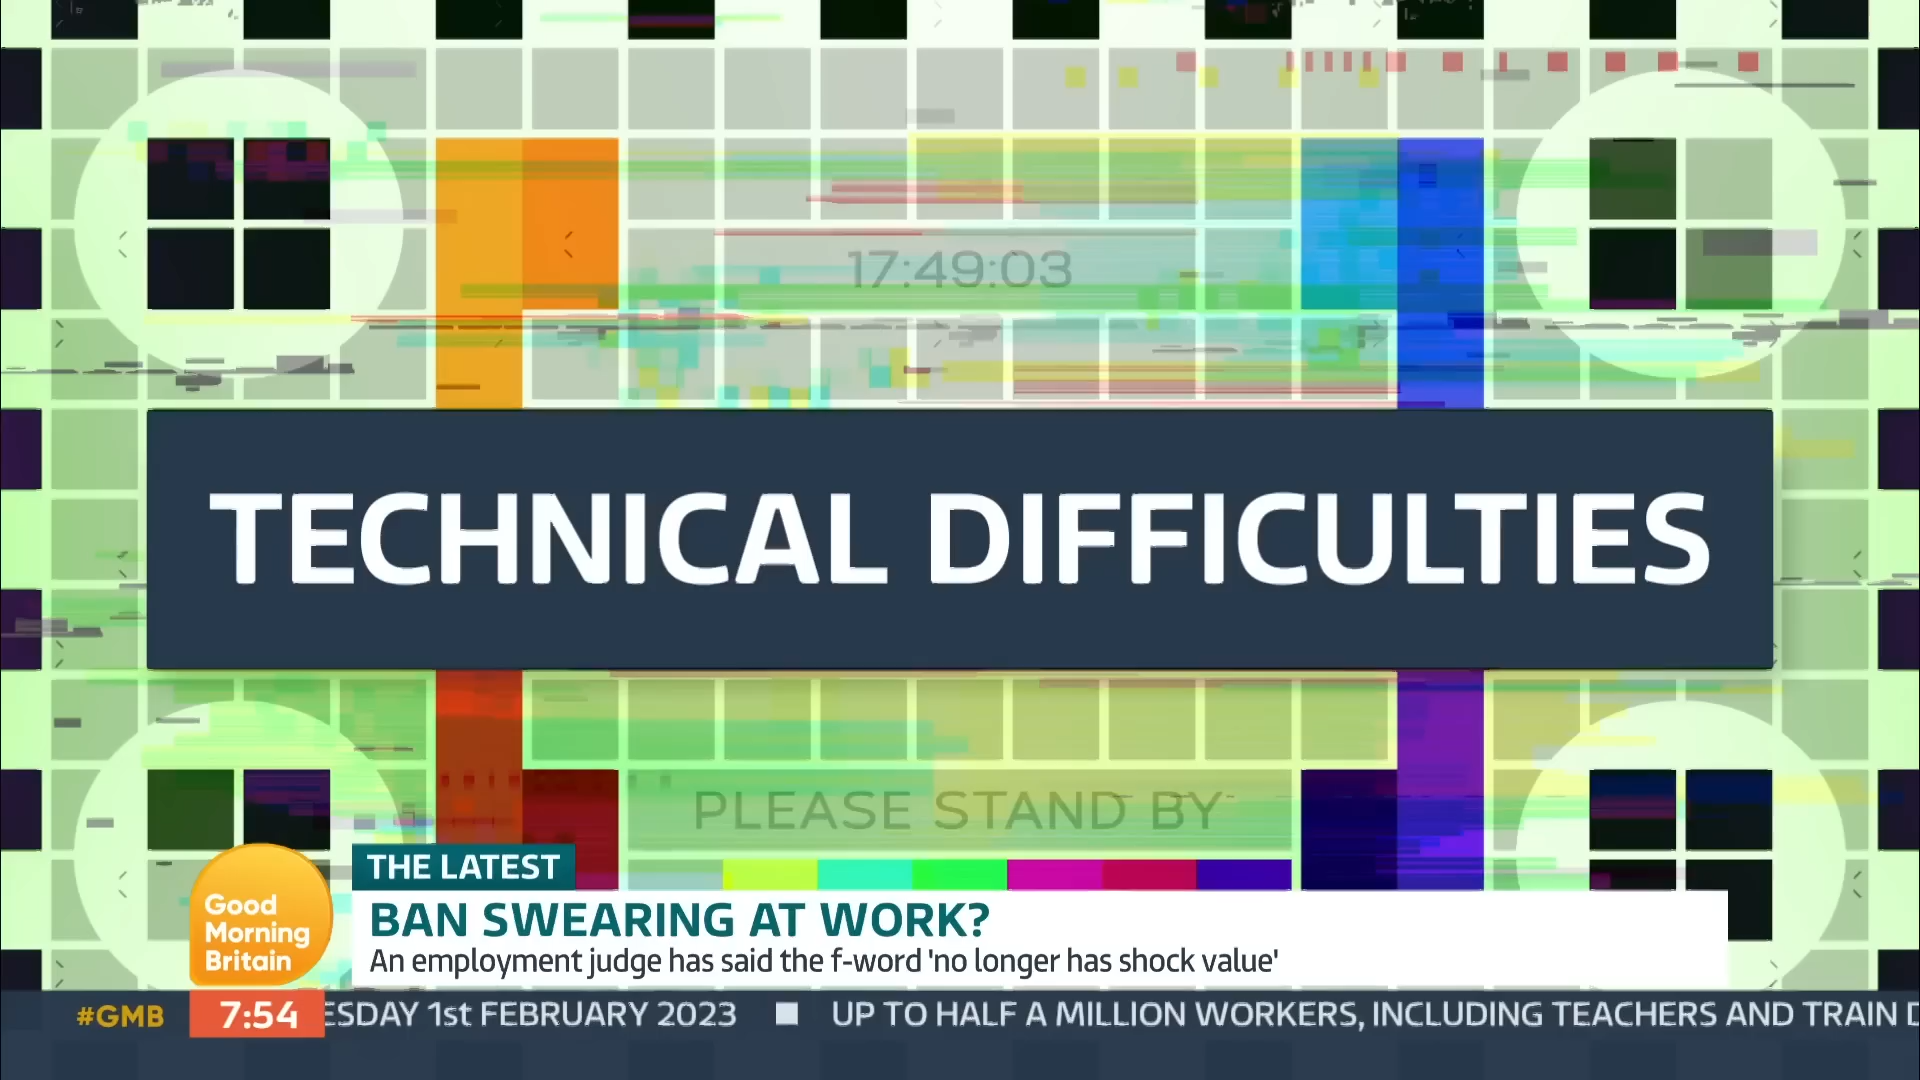 17:49:03
TECHNICAL DIFFICULTIES
PLEASE STAND BY
THE LATEST
BAN SWEARING AT WORK?
An employment judge has said the f-word 'no longer has shock value'
Good
Morning
Britain
#GMB
7:54
ESDAY 1st FEBRUARY 2023 ■ UP TO HALF A MILLION WORKERS, INCLUDING TEACHERS AND TRAIN D